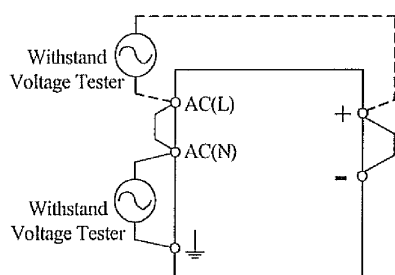 Withstand
Voltage Tester
AC(L)
+
AC(N)
-
Withstand
Voltage Tester